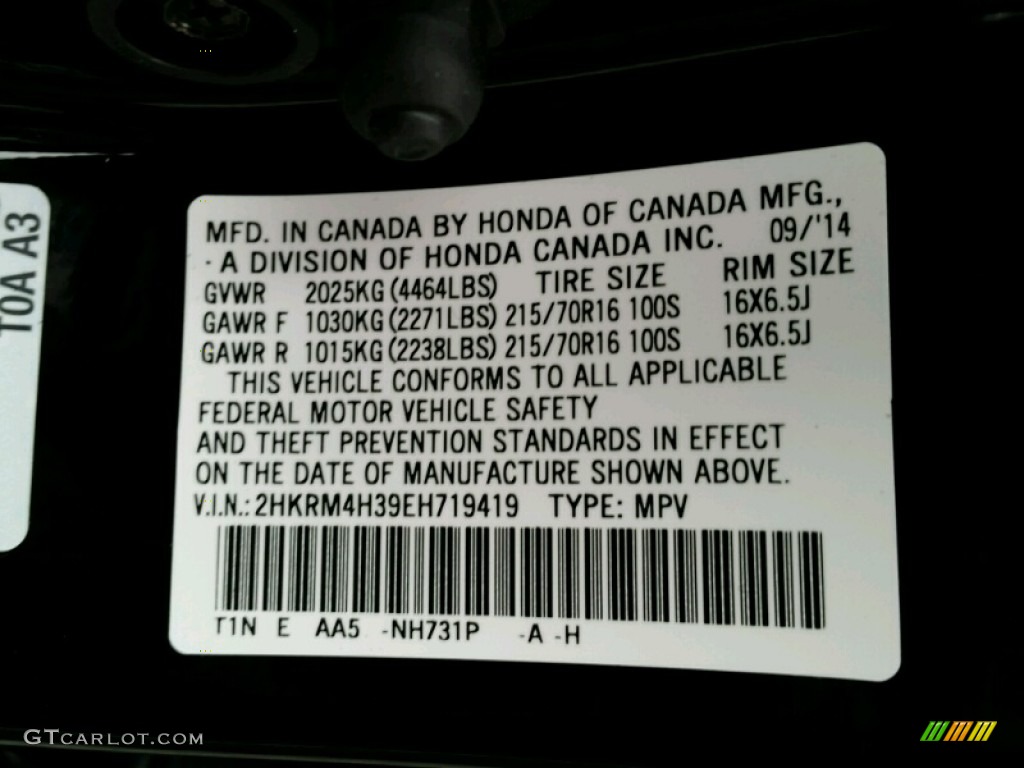 MFD. IN CANADA BY HONDA OF CANADA MFG.,
- A DIVISION OF HONDA CANADA INC. 09/'14
GVWR 2025KG (4464LBS) TIRE SIZE RIM SIZE
GAWR F 1030KG (2271LBS) 215/70R16 100S 16X6.5J
GAWR R 1015KG (2238LBS) 215/70R16 100S 16X6.5J
THIS VEHICLE CONFORMS TO ALL APPLICABLE
FEDERAL MOTOR VEHICLE SAFETY
AND THEFT PREVENTION STANDARDS IN EFFECT
ON THE DATE OF MANUFACTURE SHOWN ABOVE.
V.I.N.: 2HKRM4H39EH719419 TYPE: MPV
T1N E AA5 -NH731P -A -H
T0A A3
GTCARLOT.COM